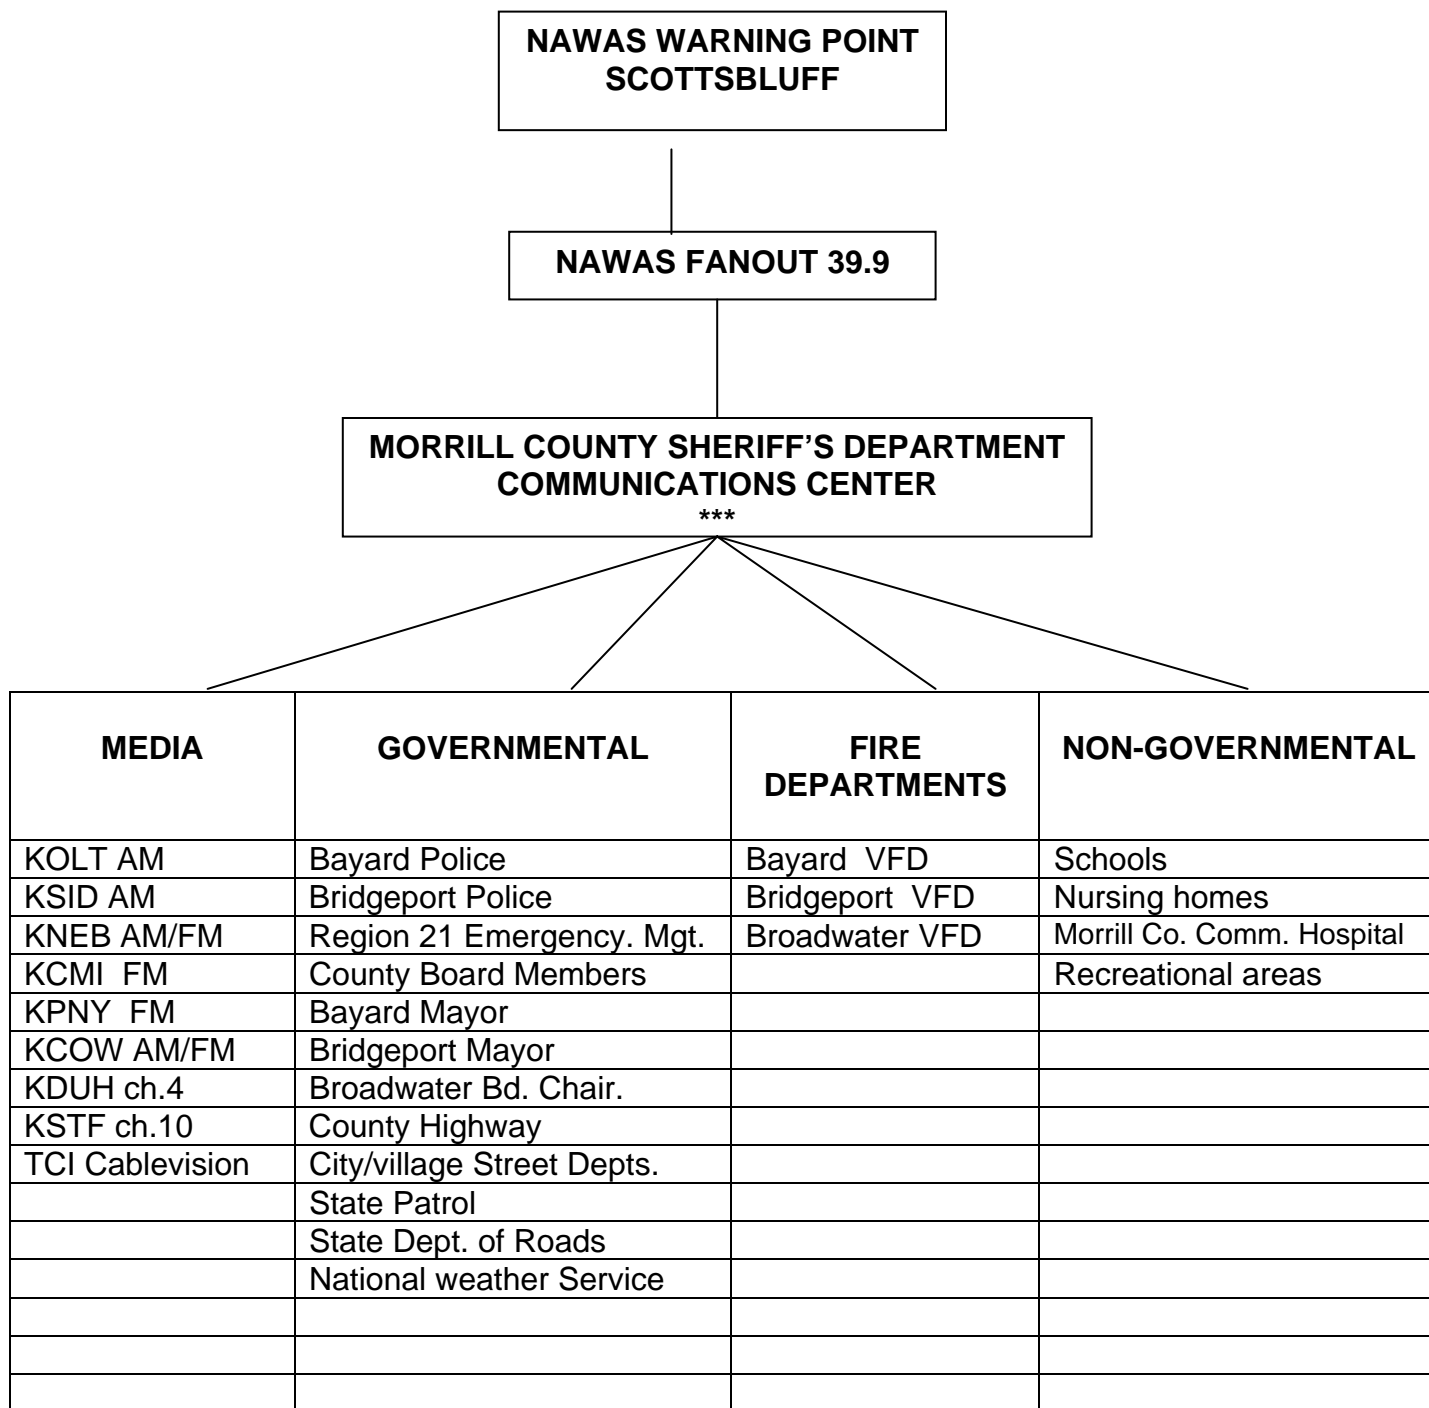 NAWAS WARNING POINT
SCOTTSBLUFF
NAWAS FANOUT 39.9
MORRILL COUNTY SHERIFF’S DEPARTMENT
COMMUNICATIONS CENTER
***
MEDIA GOVERNMENTAL FIRE DEPARTMENTS NON-GOVERNMENTAL
KOLT AM Bayard Police Bayard VFD Schools
KSID AM Bridgeport Police Bridgeport VFD Nursing homes
KNEB AM/FM Region 21 Emergency. Mgt. Broadwater VFD Morrill Co. Comm. Hospital
KCMI FM County Board Members Recreational areas
KPNY FM Bayard Mayor
KCOW AM/FM Bridgeport Mayor
KDUH ch.4 Broadwater Bd. Chair.
KSTF ch.10 County Highway
TCI Cablevision City/village Street Depts.
State Patrol
State Dept. of Roads
National weather Service